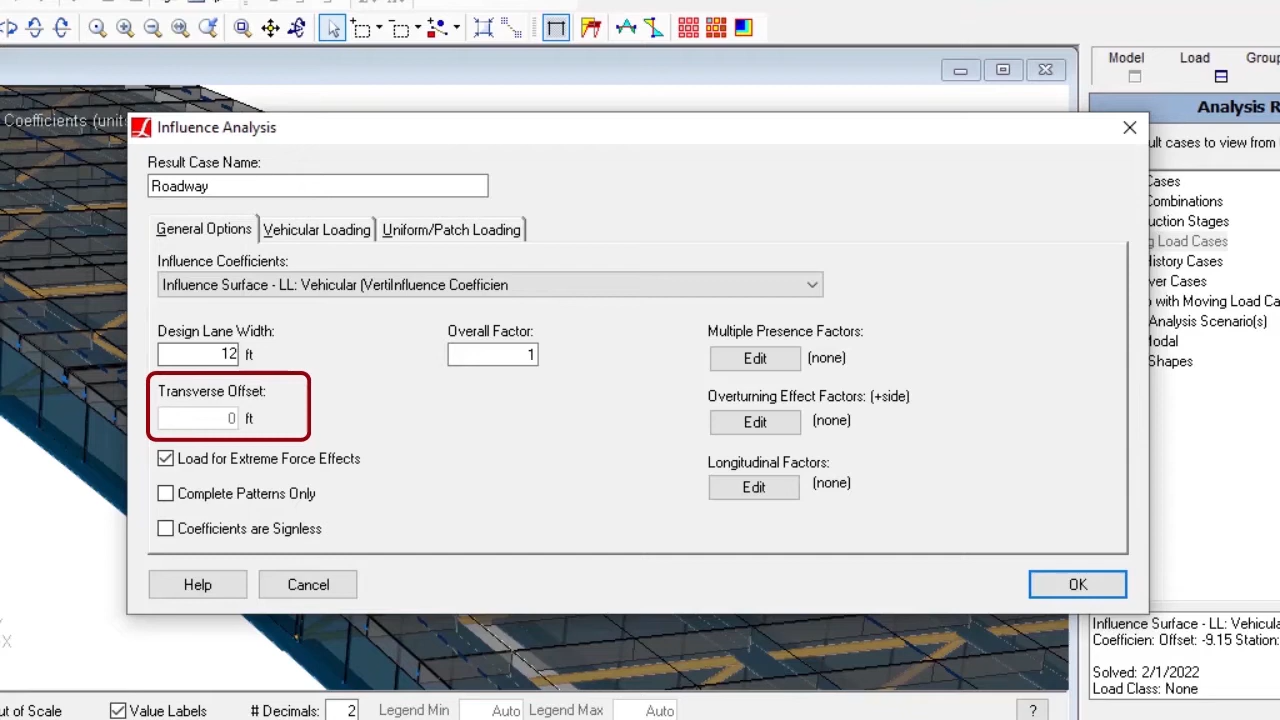 Model Load Group
Analysis R
Coefficients (unit
Influence Analysis
Result Case Name:
Roadway
General Options Vehicular Loading Uniform/Patch Loading
Influence Coefficients:
Influence Surface - LL: Vehicular (VertiInfluence Coefficien
Design Lane Width:
12 ft
Overall Factor:
1
Multiple Presence Factors:
Edit (none)
Transverse Offset:
0 ft
Overturning Effect Factors: (+side)
Edit (none)
Load for Extreme Force Effects
Longitudinal Factors:
Edit (none)
Complete Patterns Only
Coefficients are Signless
Help Cancel OK
ult cases to view from
Cases
Combinations
uction Stages
g Load Cases
History Cases
ver Cases
with Moving Load Ca
Analysis Scenario(s)
Modal
Shapes
Influence Surface - LL: Vehicula
Coefficien: Offset: -9.15 Station:
Solved: 2/1/2022
Load Class: None
X
ut of Scale Value Labels # Decimals: 2 Legend Min Auto Legend Max Auto ?